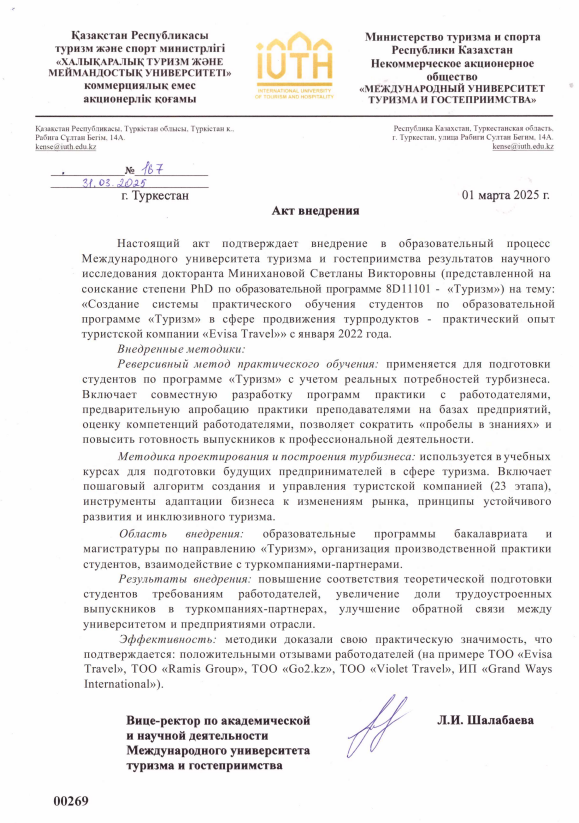 Қазақстан Республикасы
туризм және спорт министрлігі
«ХАЛЫҚАРАЛЫҚ ТУРИЗМ ЖӘНЕ
МЕЙМАНДОСТЫҚ УНИВЕРСИТЕТІ»
коммерциялық емес
акционерлік қоғамы
IUTH
INTERNATIONAL UNIVERSITY
OF TOURISM AND HOSPITALITY
Министерство туризма и спорта
Республики Казахстан
Некоммерческое акционерное
общество
«МЕЖДУНАРОДНЫЙ УНИВЕРСИТЕТ
ТУРИЗМА И ГОСТЕПРИИМСТВА»
Қазақстан Республикасы, Түркістан облысы, Түркістан қ.,
Рабиға Сұлтан Бегім, 14А.
kense@iuth.edu.kz
Республика Казахстан, Туркестанская область,
г. Туркестан, улица Рабиги Султан Бегим, 14А.
kense@iuth.edu.kz
№ 187
31.03.2025
г. Туркестан
01 марта 2025 г.
Акт внедрения
Настоящий акт подтверждает внедрение в образовательный процесс
Международного университета туризма и гостеприимства результатов научного
исследования докторанта Минихановой Светланы Викторовны (представленной на
соискание степени PhD по образовательной программе 8D11101 - «Туризм») на тему:
«Создание системы практического обучения студентов по образовательной
программе «Туризм» в сфере продвижения турпродуктов - практический опыт
туристской компании «Evisa Travel»» с января 2022 года.
Внедренные методики:
Реверсивный метод практического обучения: применяется для подготовки
студентов по программе «Туризм» с учетом реальных потребностей турбизнеса.
Включает совместную разработку программ практики с работодателями,
предварительную апробацию практики преподавателями на базах предприятий,
оценку компетенций работодателями, позволяет сократить «пробелы в знаниях» и
повысить готовность выпускников к профессиональной деятельности.
Методика проектирования и построения турбизнеса: используется в учебных
курсах для подготовки будущих предпринимателей в сфере туризма. Включает
пошаговый алгоритм создания и управления туристской компанией (23 этапа),
инструменты адаптации бизнеса к изменениям рынка, принципы устойчивого
развития и инклюзивного туризма.
Область внедрения: образовательные программы бакалавриата и
магистратуры по направлению «Туризм», организация производственной практики
студентов, взаимодействие с туркомпаниями-партнерами.
Результаты внедрения: повышение соответствия теоретической подготовки
студентов требованиям работодателей, увеличение доли трудоустроенных
выпускников в туркомпаниях-партнерах, улучшение обратной связи между
университетом и предприятиями отрасли.
Эффективность: методики доказали свою практическую значимость, что
подтверждается: положительными отзывами работодателей (на примере ТОО «Evisa
Travel», ТОО «Ramis Group», ТОО «Go2.kz», ТОО «Violet Travel», ИП «Grand Ways
International»).
Вице-ректор по академической
и научной деятельности
Международного университета
туризма и гостеприимства
Л.И. Шалабаева
00269